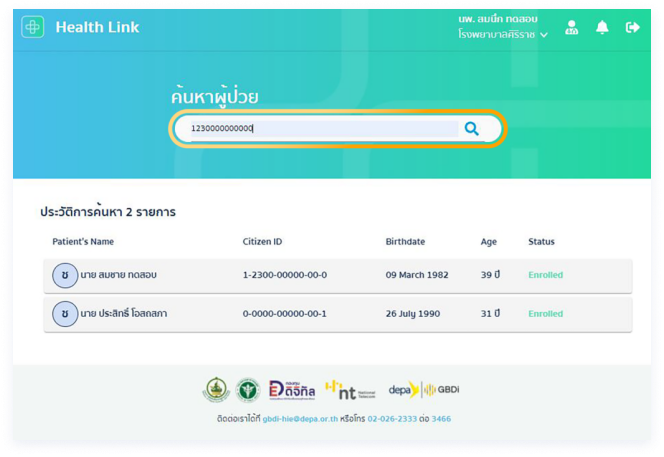 Health Link
นพ. สมนึก ทดสอบ
โรงพยาบาลศิริราช
ค้นหาผู้ป่วย
1230000000000
ประวัติการค้นหา 2 รายการ
Patient's Name Citizen ID Birthdate Age Status
ช นาย สมชาย ทดสอบ 1-2300-00000-00-0 09 March 1982 39 ปี Enrolled
ช นาย ประสิทธิ์ โอสถสภา 0-0000-00000-00-1 26 July 1990 31 ปี Enrolled
ดิจิทัล nt National Telecom depa GBDi
ติดต่อเราได้ที่ gbdi-hie@depa.or.th หรือโทร 02-026-2333 ต่อ 3466